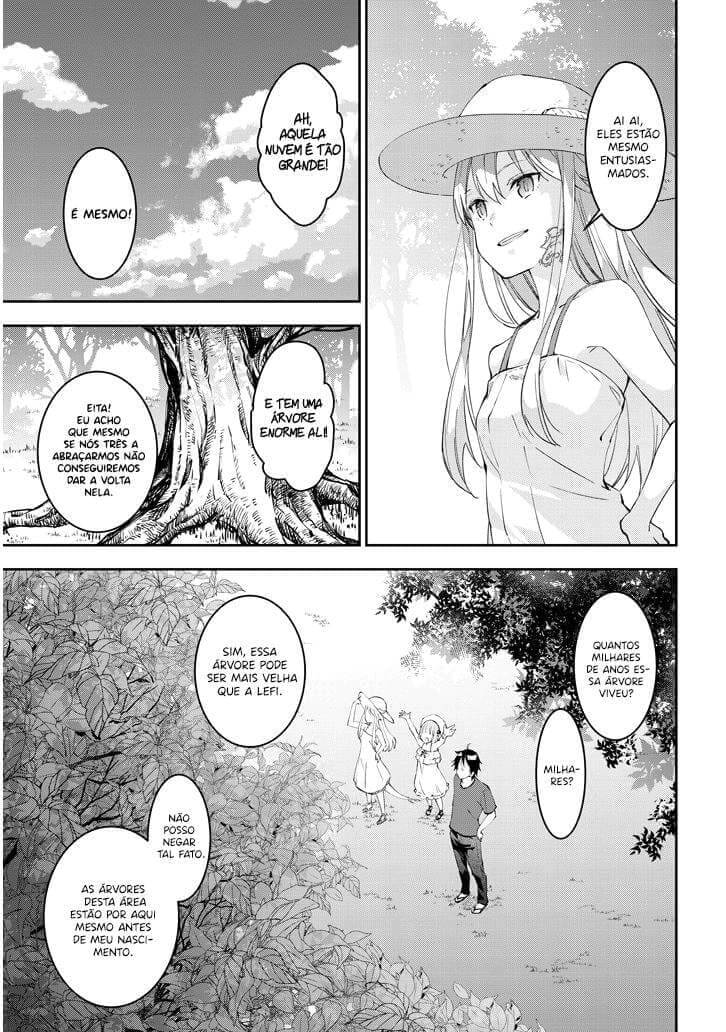 AI AI,
ELES ESTÃO
MESMO
ENTUSIAS-
MADOS.
AH,
AQUELA
NUVEM É TÃO
GRANDE!
É MESMO!
E TEM UMA
ÁRVORE
ENORME ALI!
EITA!
EU ACHO
QUE MESMO
SE NÓS TRÊS A
ABRAÇARMOS NÃO
CONSEGUIREMOS
DAR A VOLTA
NELA.
QUANTOS
MILHARES
DE ANOS ES-
SA ÁRVORE
VIVEU?
MILHA-
RES?
SIM, ESSA
ÁRVORE PODE
SER MAIS VELHA
QUE A LEFI.
NÃO
POSSO
NEGAR
TAL FATO.
AS ÁRVORES
DESTA ÁREA
ESTÃO POR AQUI
MESMO ANTES
DE MEU NASCI-
MENTO.